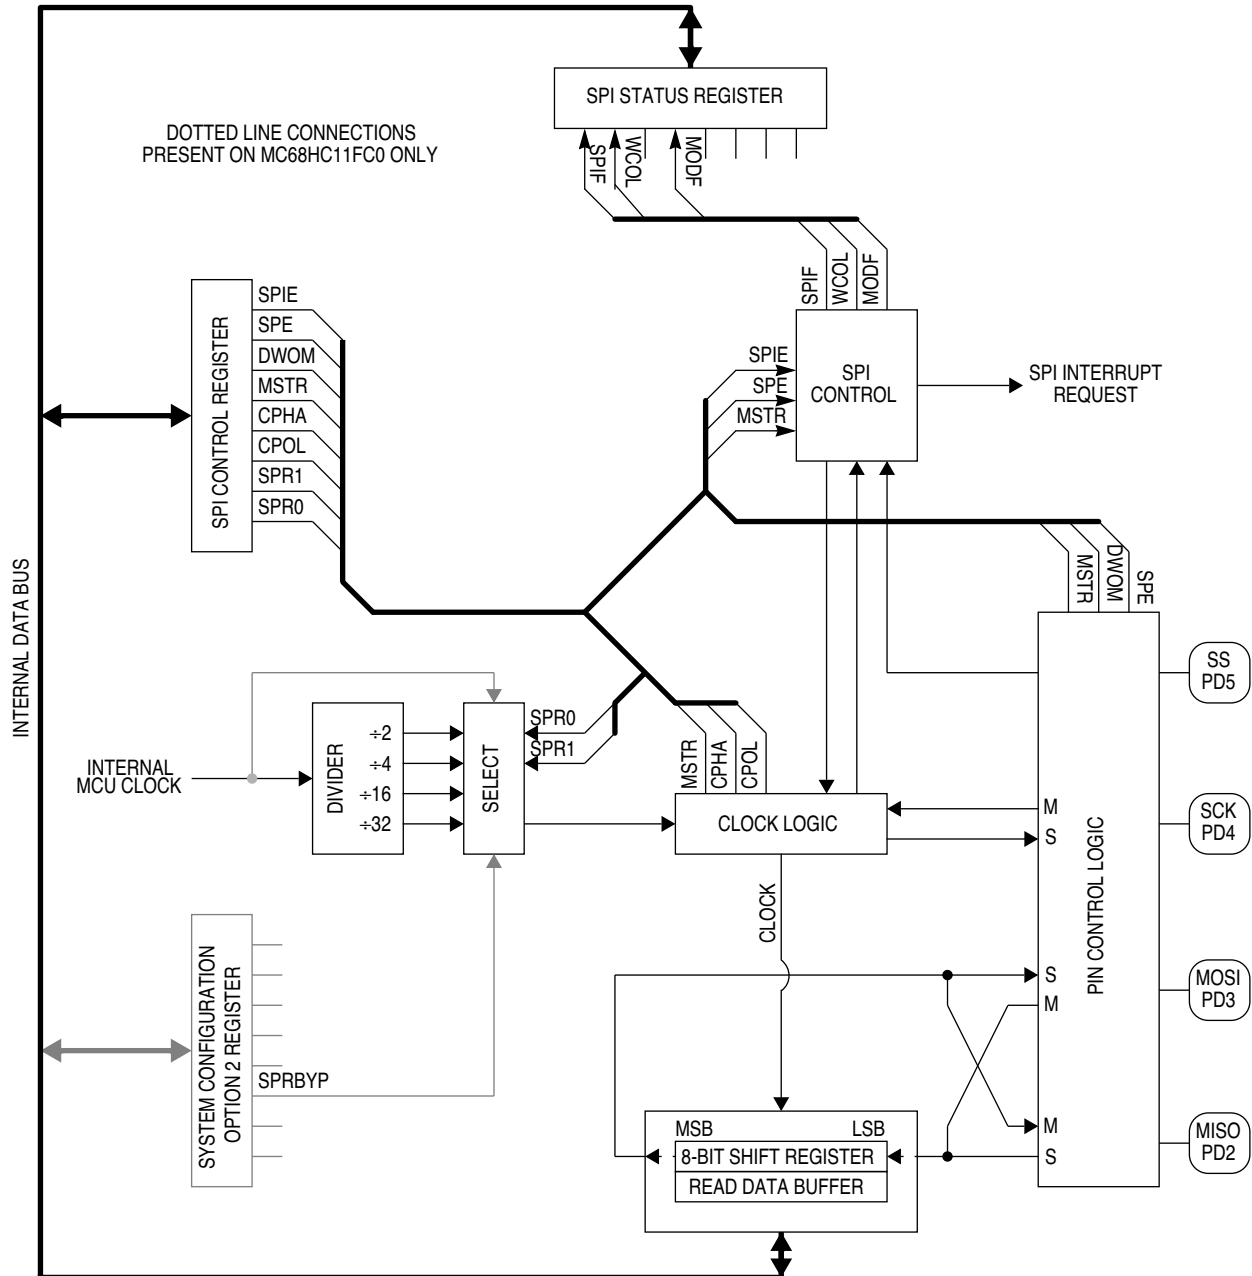 SPI STATUS REGISTER
DOTTED LINE CONNECTIONS
PRESENT ON MC68HC11FC0 ONLY
SPIF
WCOL
MODF
SPIF
WCOL
MODF
SPI CONTROL REGISTER
SPIE
SPE
DWOM
MSTR
CPHA
CPOL
SPR1
SPR0
SPIE
SPE
MSTR
SPI
CONTROL
SPI INTERRUPT
REQUEST
MSTR
DWOM
SPE
INTERNAL DATA BUS
INTERNAL
MCU CLOCK
DIVIDER
÷2
÷4
÷16
÷32
SELECT
SPR0
SPR1
MSTR
CPHA
CPOL
CLOCK LOGIC
CLOCK
PIN CONTROL LOGIC
M
S
S
M
M
S
SS
PD5
SCK
PD4
MOSI
PD3
MISO
PD2
SYSTEM CONFIGURATION
OPTION 2 REGISTER
SPRBYP
MSB LSB
8-BIT SHIFT REGISTER
READ DATA BUFFER